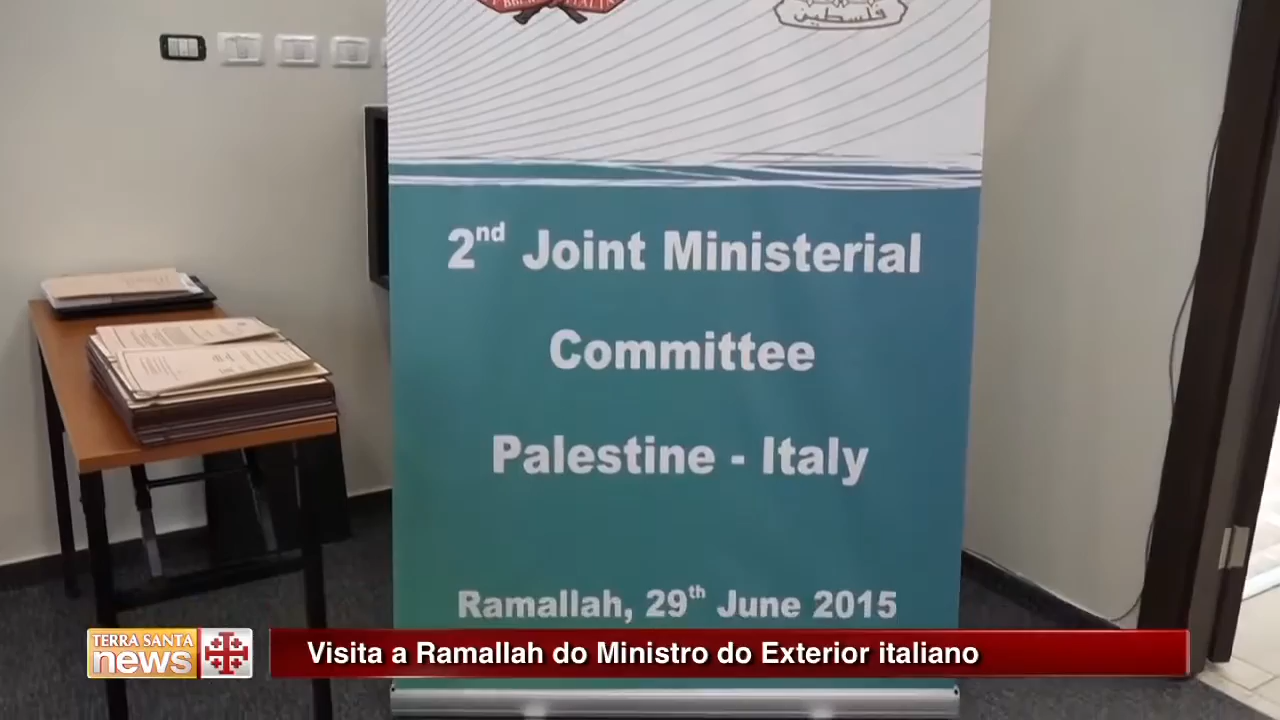 فلسطين
2nd Joint Ministerial
Committee
Palestine - Italy
Ramallah, 29th June 2015
TERRA SANTA
news
Visita a Ramallah do Ministro do Exterior italiano